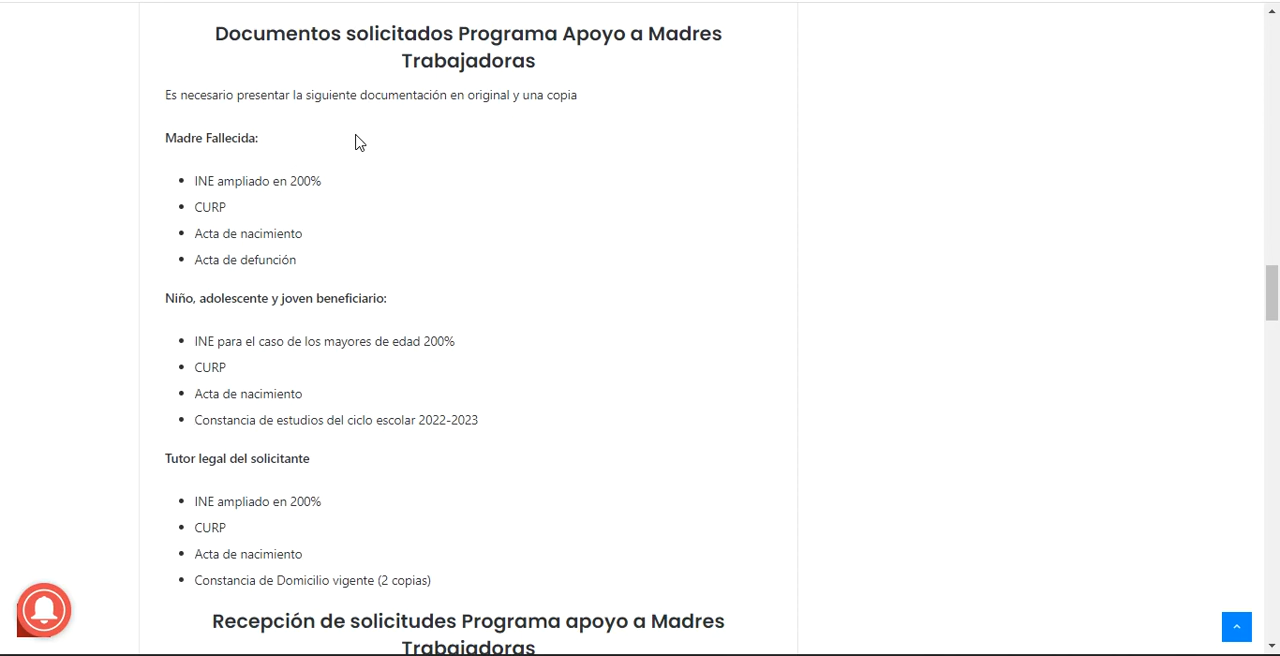 Documentos solicitados Programa Apoyo a Madres
Trabajadoras
Es necesario presentar la siguiente documentación en original y una copia
Madre Fallecida:
INE ampliado en 200%
CURP
Acta de nacimiento
Acta de defunción
Niño, adolescente y joven beneficiario:
INE para el caso de los mayores de edad 200%
CURP
Acta de nacimiento
Constancia de estudios del ciclo escolar 2022-2023
Tutor legal del solicitante
INE ampliado en 200%
CURP
Acta de nacimiento
Constancia de Domicilio vigente (2 copias)
Recepción de solicitudes Programa apoyo a Madres
Trabajadoras